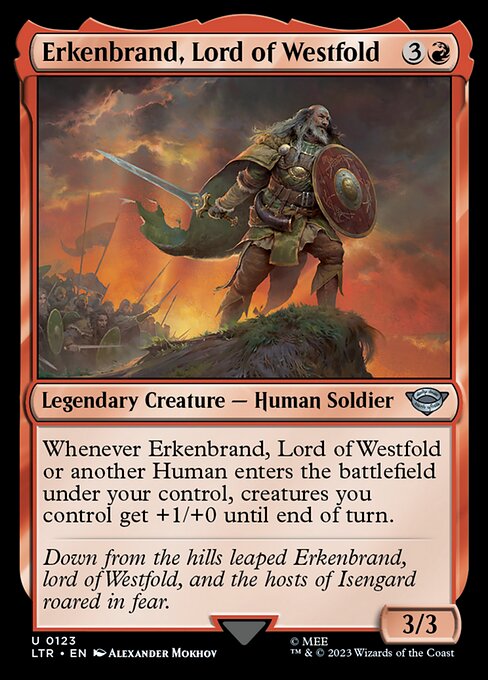 Erkenbrand, Lord of Westfold 3
Legendary Creature — Human Soldier
Whenever Erkenbrand, Lord of Westfold
or another Human enters the battlefield
under your control, creatures you
control get +1/+0 until end of turn.
Down from the hills leaped Erkenbrand,
lord of Westfold, and the hosts of Isengard
roared in fear.
3/3
U 0123
LTR • EN Alexander Mokhov
© MEE
™ & © 2023 Wizards of the Coast